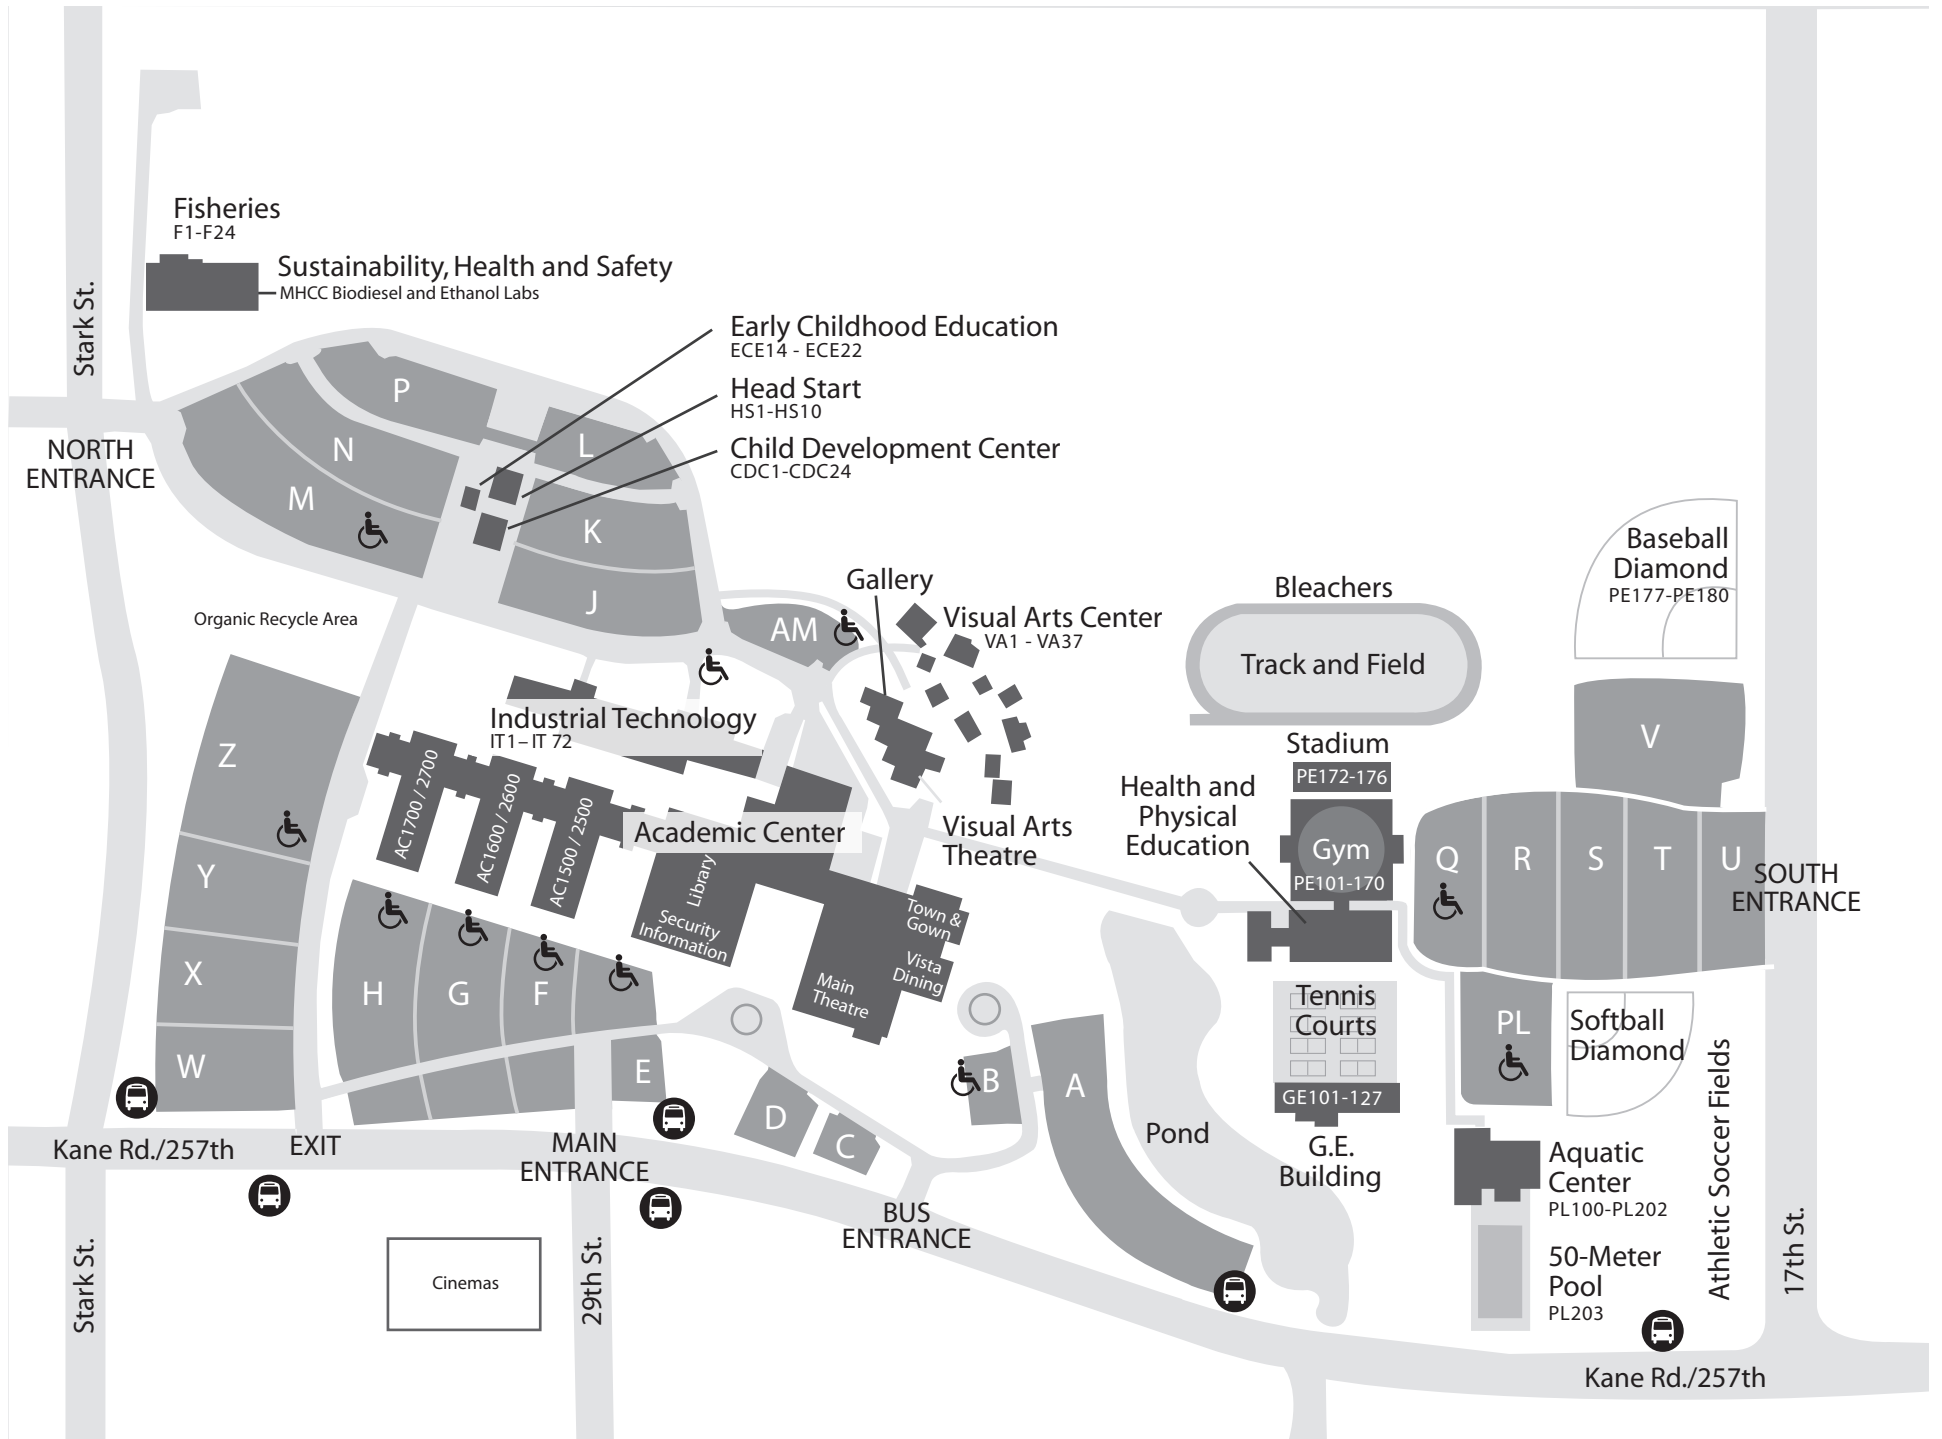 Fisheries
F1-F24
Sustainability, Health and Safety
MHCC Biodiesel and Ethanol Labs
Stark St.
Early Childhood Education
ECE14 - ECE22
Head Start
HS1-HS10
Child Development Center
CDC1-CDC24
P
L
N
M
K
J
NORTH
ENTRANCE
Organic Recycle Area
AM
Gallery
Visual Arts Center
VA1 - VA37
Bleachers
Track and Field
Baseball
Diamond
PE177-PE180
Industrial Technology
IT1– IT 72
Z
Y
X
W
AC1700 / 2700
AC1600 / 2600
AC1500 / 2500
Academic Center
Library
Security
Information
Visual Arts
Theatre
Town &
Gown
Vista
Dining
Main
Theatre
Stadium
PE172-176
Health and
Physical
Education
Gym
PE101-170
V
Q
R
S
T
U
SOUTH
ENTRANCE
H
G
F
E
D
C
B
A
Tennis
Courts
GE101-127
G.E.
Building
Pond
PL
Softball
Diamond
Athletic Soccer Fields
Aquatic
Center
PL100-PL202
50-Meter
Pool
PL203
17th St.
Kane Rd./257th
EXIT
MAIN
ENTRANCE
BUS
ENTRANCE
Stark St.
Cinemas
29th St.
Kane Rd./257th